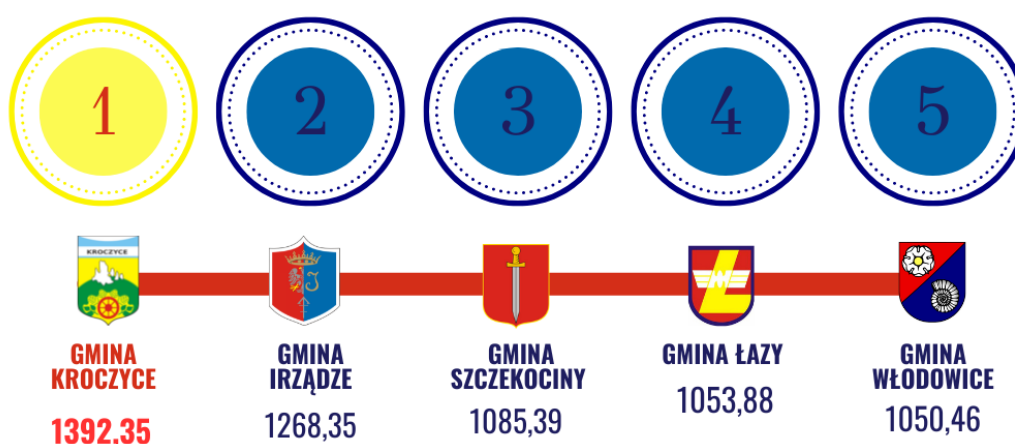 1 2 3 4 5
KROCZYCE
GMINA
KROCZYCE
1392,35
GMINA
IRZĄDZE
1268,35
GMINA
SZCZEKOCINY
1085,39
GMINA ŁAZY
1053,88
GMINA
WŁODOWICE
1050,46